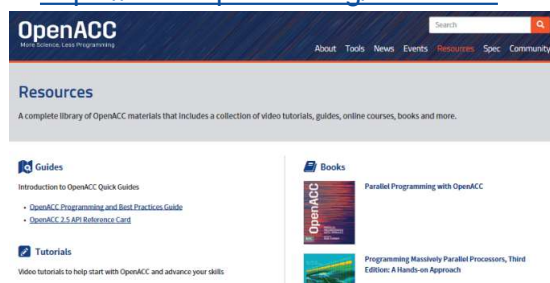 OpenACC
More Science, Less Programming
Search
About Tools News Events Resources Spec Community
Resources
A complete library of OpenACC materials that includes a collection of video tutorials, guides, online courses, books and more.
Guides
Introduction to OpenACC Quick Guides
• OpenACC Programming and Best Practices Guide
• OpenACC 2.5 API Reference Card
Tutorials
Video tutorials to help start with OpenACC and advance your skills
Books
OpenACC
Parallel Programming with OpenACC
Programming Massively Parallel Processors, Third
Edition: A Hands-on Approach